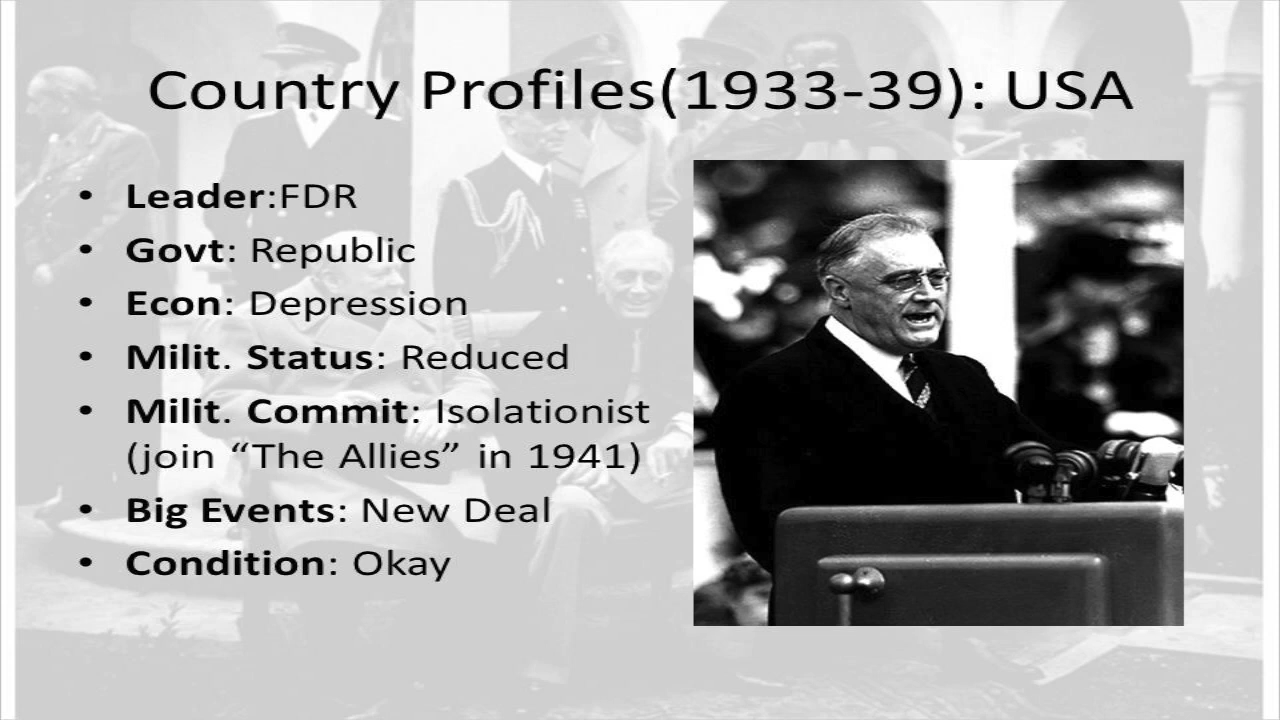 Country Profiles(1933-39): USA
• Leader:FDR
• Govt: Republic
• Econ: Depression
• Milit. Status: Reduced
• Milit. Commit: Isolationist
(join “The Allies” in 1941)
• Big Events: New Deal
• Condition: Okay